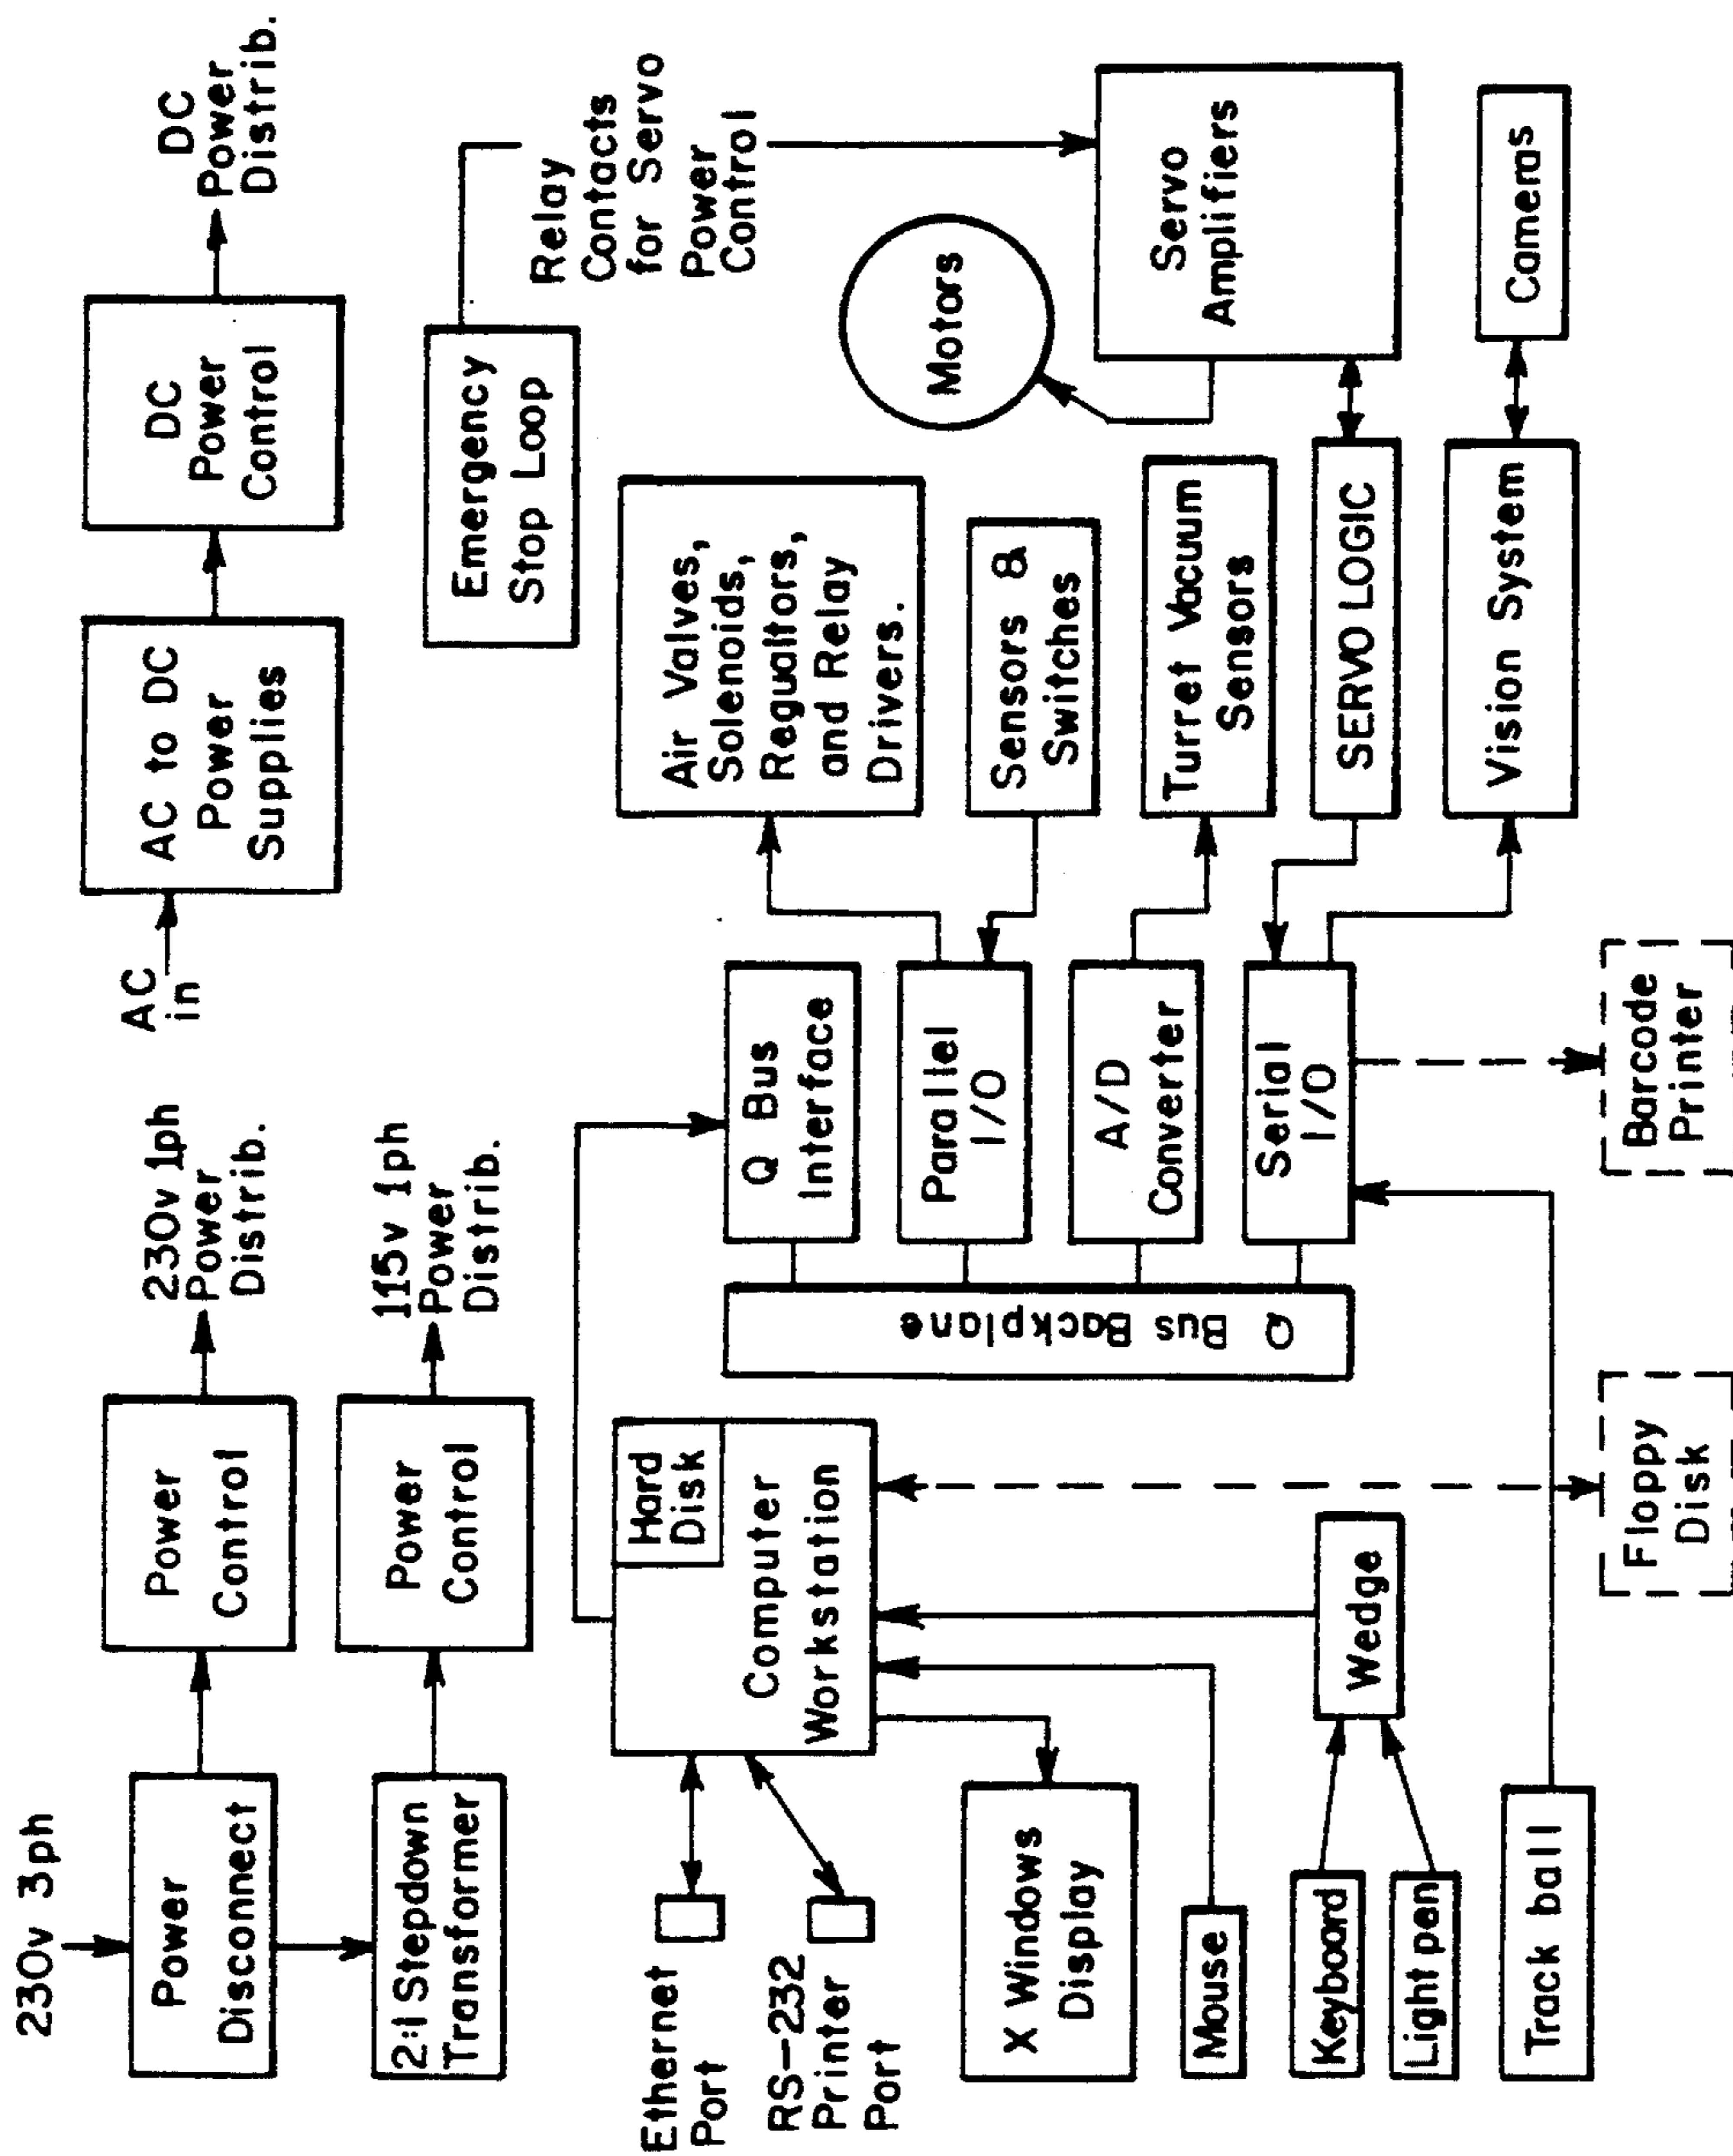 230v 3ph
Power
Disconnect
Power
Control
230v 1ph
Power
Distrib.
2:1 Stepdown
Transformer
Power
Control
115v 1ph
Power
Distrib.
AC
in
AC to DC
Power
Supplies
DC
Power
Control
DC
Power
Distrib.
Emergency
Stop Loop
Relay
Contacts
for Servo
Power
Control
Ethernet
Port
RS-232
Printer
Port
Hard
Disk
Computer
Workstation
X Windows
Display
Mouse
Keyboard
Light pen
Wedge
Track ball
Floppy
Disk
Q Bus Backplane
Q Bus
Interface
Parallel
I/O
A/D
Converter
Serial
I/O
Barcode
Printer
Air Valves,
Solenoids,
Regualtors,
and Relay
Drivers.
Sensors &
Switches
Turret Vacuum
Sensors
SERVO LOGIC
Vision System
Motors
Servo
Amplifiers
Cameras